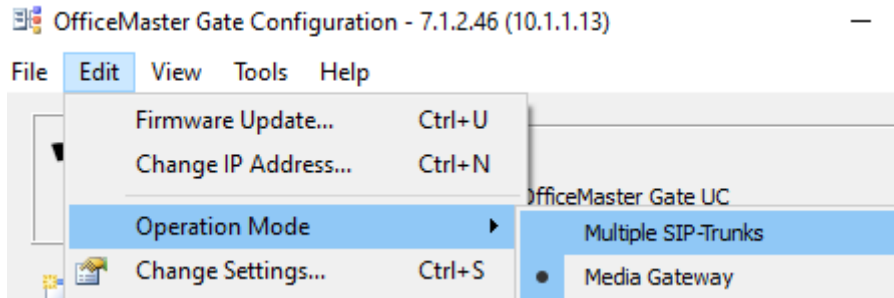 OfficeMaster Gate Configuration - 7.1.2.46 (10.1.1.13)
File Edit View Tools Help
Firmware Update... Ctrl+U
Change IP Address... Ctrl+N
OfficeMaster Gate UC
Operation Mode
Multiple SIP-Trunks
Change Settings... Ctrl+S
Media Gateway